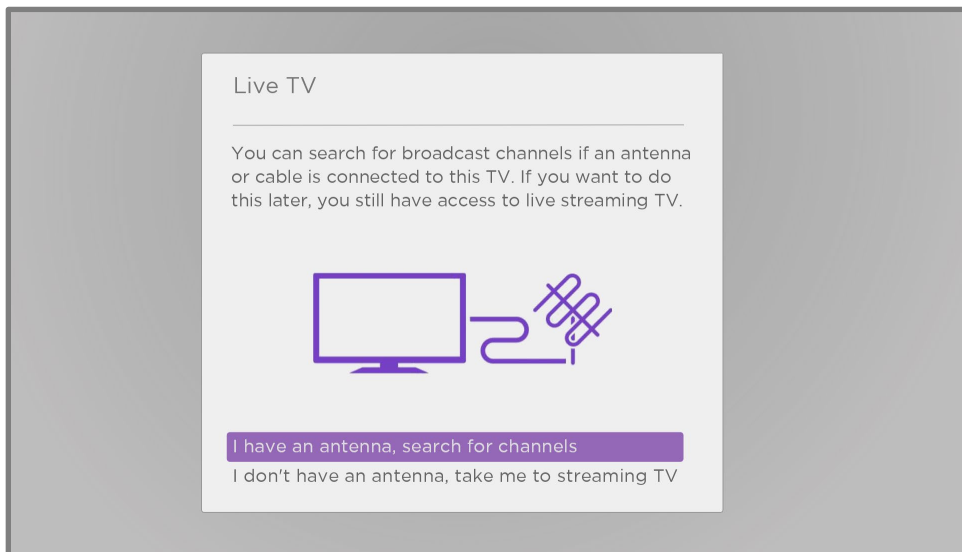 Live TV
You can search for broadcast channels if an antenna
or cable is connected to this TV. If you want to do
this later, you still have access to live streaming TV.
I have an antenna, search for channels
I don't have an antenna, take me to streaming TV